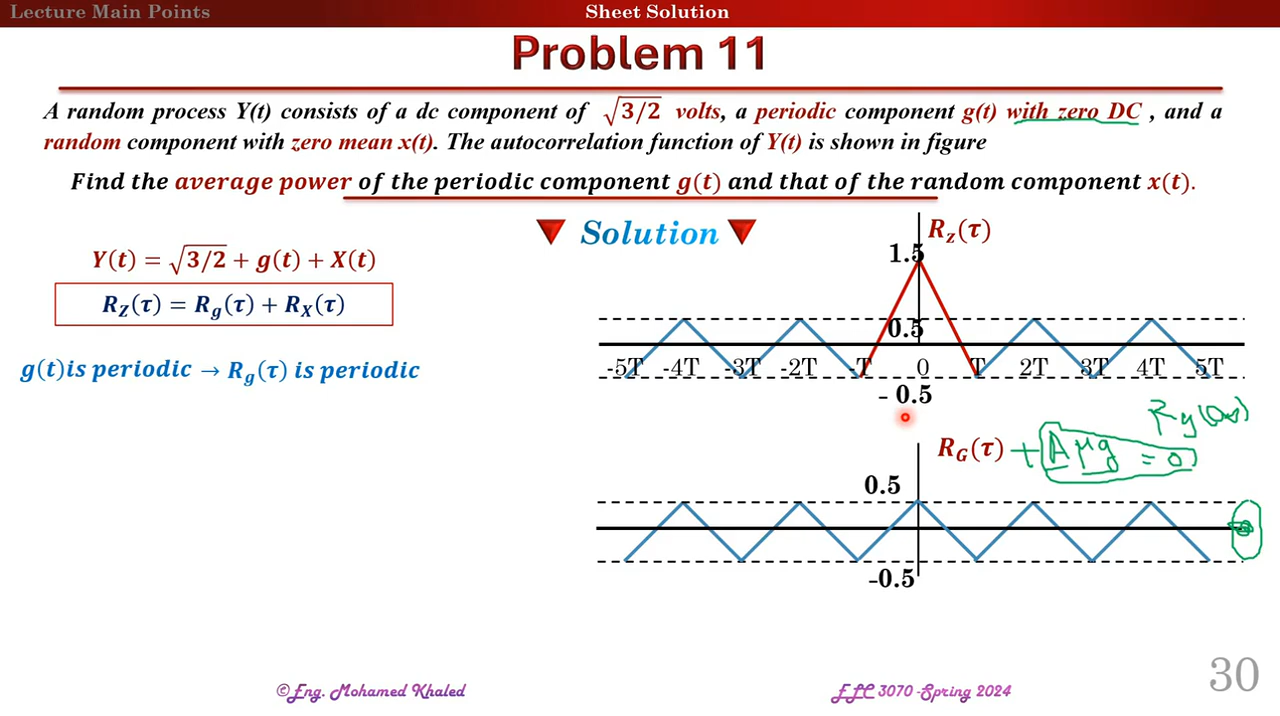 Lecture Main Points
Sheet Solution
Problem 11
A random process Y(t) consists of a dc component of √3/2 volts, a periodic component g(t) with zero DC , and a
random component with zero mean x(t). The autocorrelation function of Y(t) is shown in figure
Find the average power of the periodic component g(t) and that of the random component x(t).
Solution
Y(t) = √3/2 + g(t) + X(t)
R_Z(τ) = R_g(τ) + R_X(τ)
g(t)is periodic → R_g(τ) is periodic
R_z(τ)
1.5
0.5
-5T -4T -3T -2T -T 0 T 2T 3T 4T 5T
- 0.5
R_y(∞)
R_G(τ) + A μg = 0
0.5
-0.5
©Eng. Mohamed Khaled
ELC 3070 -Spring 2024
30